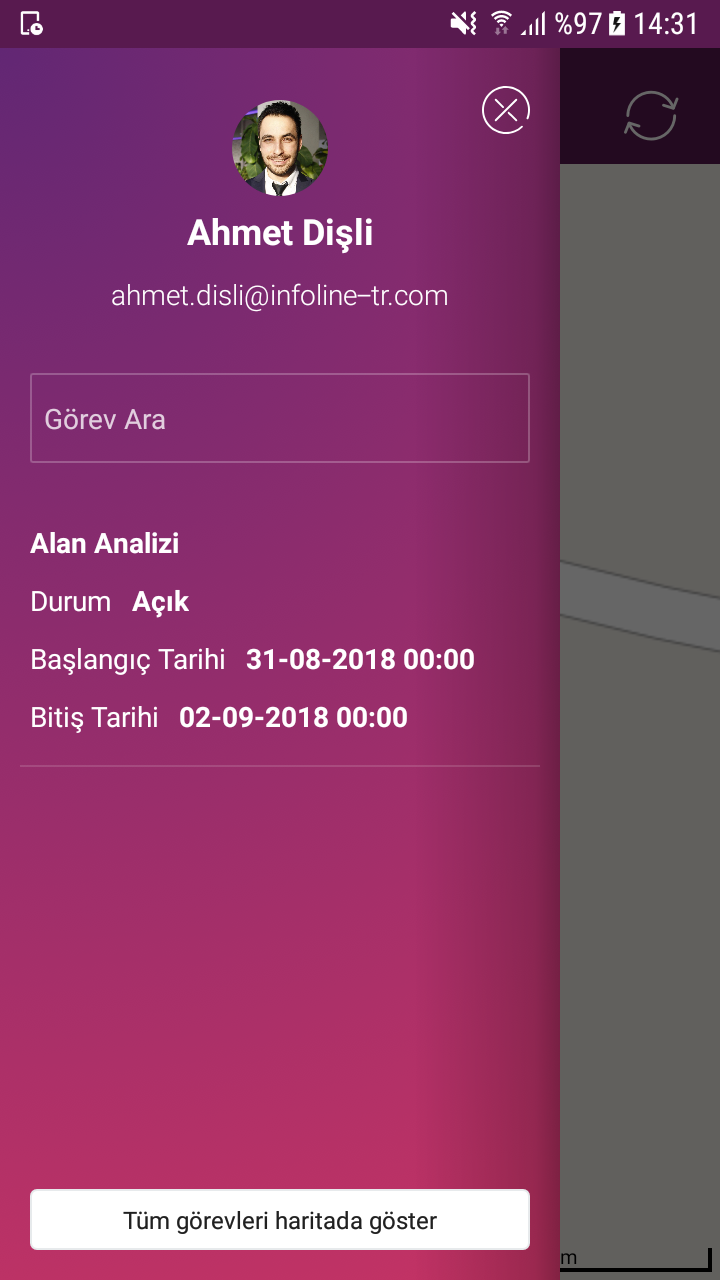 %97 14:31
Ahmet Dişli
ahmet.disli@infoline-tr.com
Görev Ara
Alan Analizi
Durum Açık
Başlangıç Tarihi 31-08-2018 00:00
Bitiş Tarihi 02-09-2018 00:00
Tüm görevleri haritada göster
m